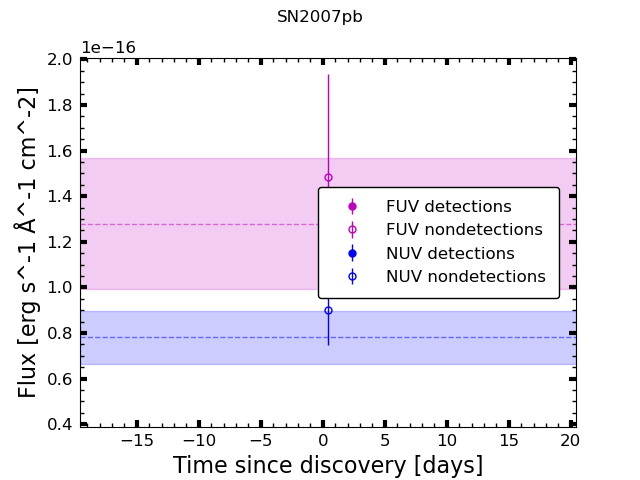 SN2007pb
1e−16
2.0
1.8
1.6
1.4
1.2
1.0
0.8
0.6
0.4
Flux [erg s^-1 Å^-1 cm^-2]
FUV detections
FUV nondetections
NUV detections
NUV nondetections
−15 −10 −5 0 5 10 15 20
Time since discovery [days]